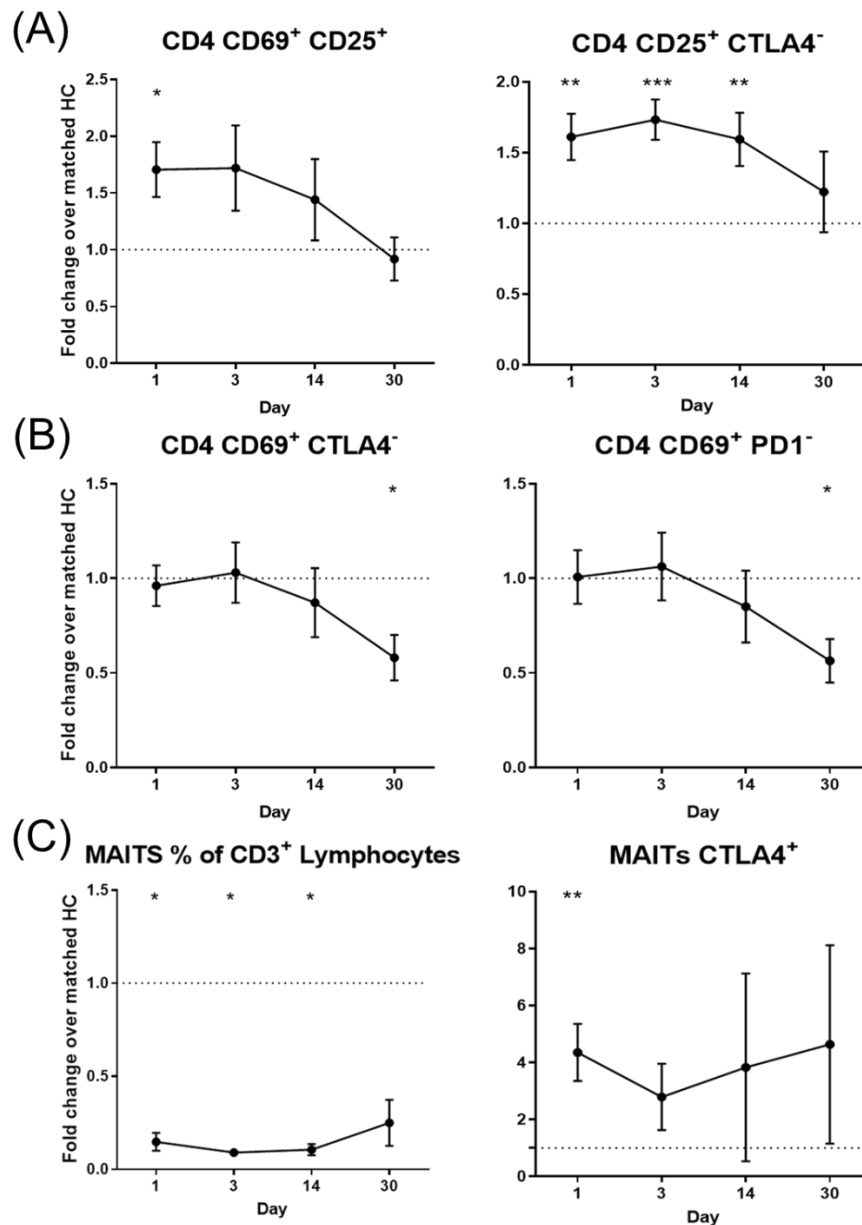 (A)
CD4 CD69⁺ CD25⁺
Fold change over matched HC
2.5
2.0
1.5
1.0
0.5
0.0
*
1 3 14 30
Day
CD4 CD25⁺ CTLA4⁻
2.0
1.5
1.0
0.5
0.0
** *** **
1 3 14 30
Day
(B)
CD4 CD69⁺ CTLA4⁻
Fold change over matched HC
1.5
1.0
0.5
0.0
*
1 3 14 30
Day
CD4 CD69⁺ PD1⁻
1.5
1.0
0.5
0.0
*
1 3 14 30
Day
(C)
MAITS % of CD3⁺ Lymphocytes
Fold change over matched HC
1.5
1.0
0.5
0.0
* * *
1 3 14 30
Day
MAITs CTLA4⁺
10
8
6
4
2
0
**
1 3 14 30
Day